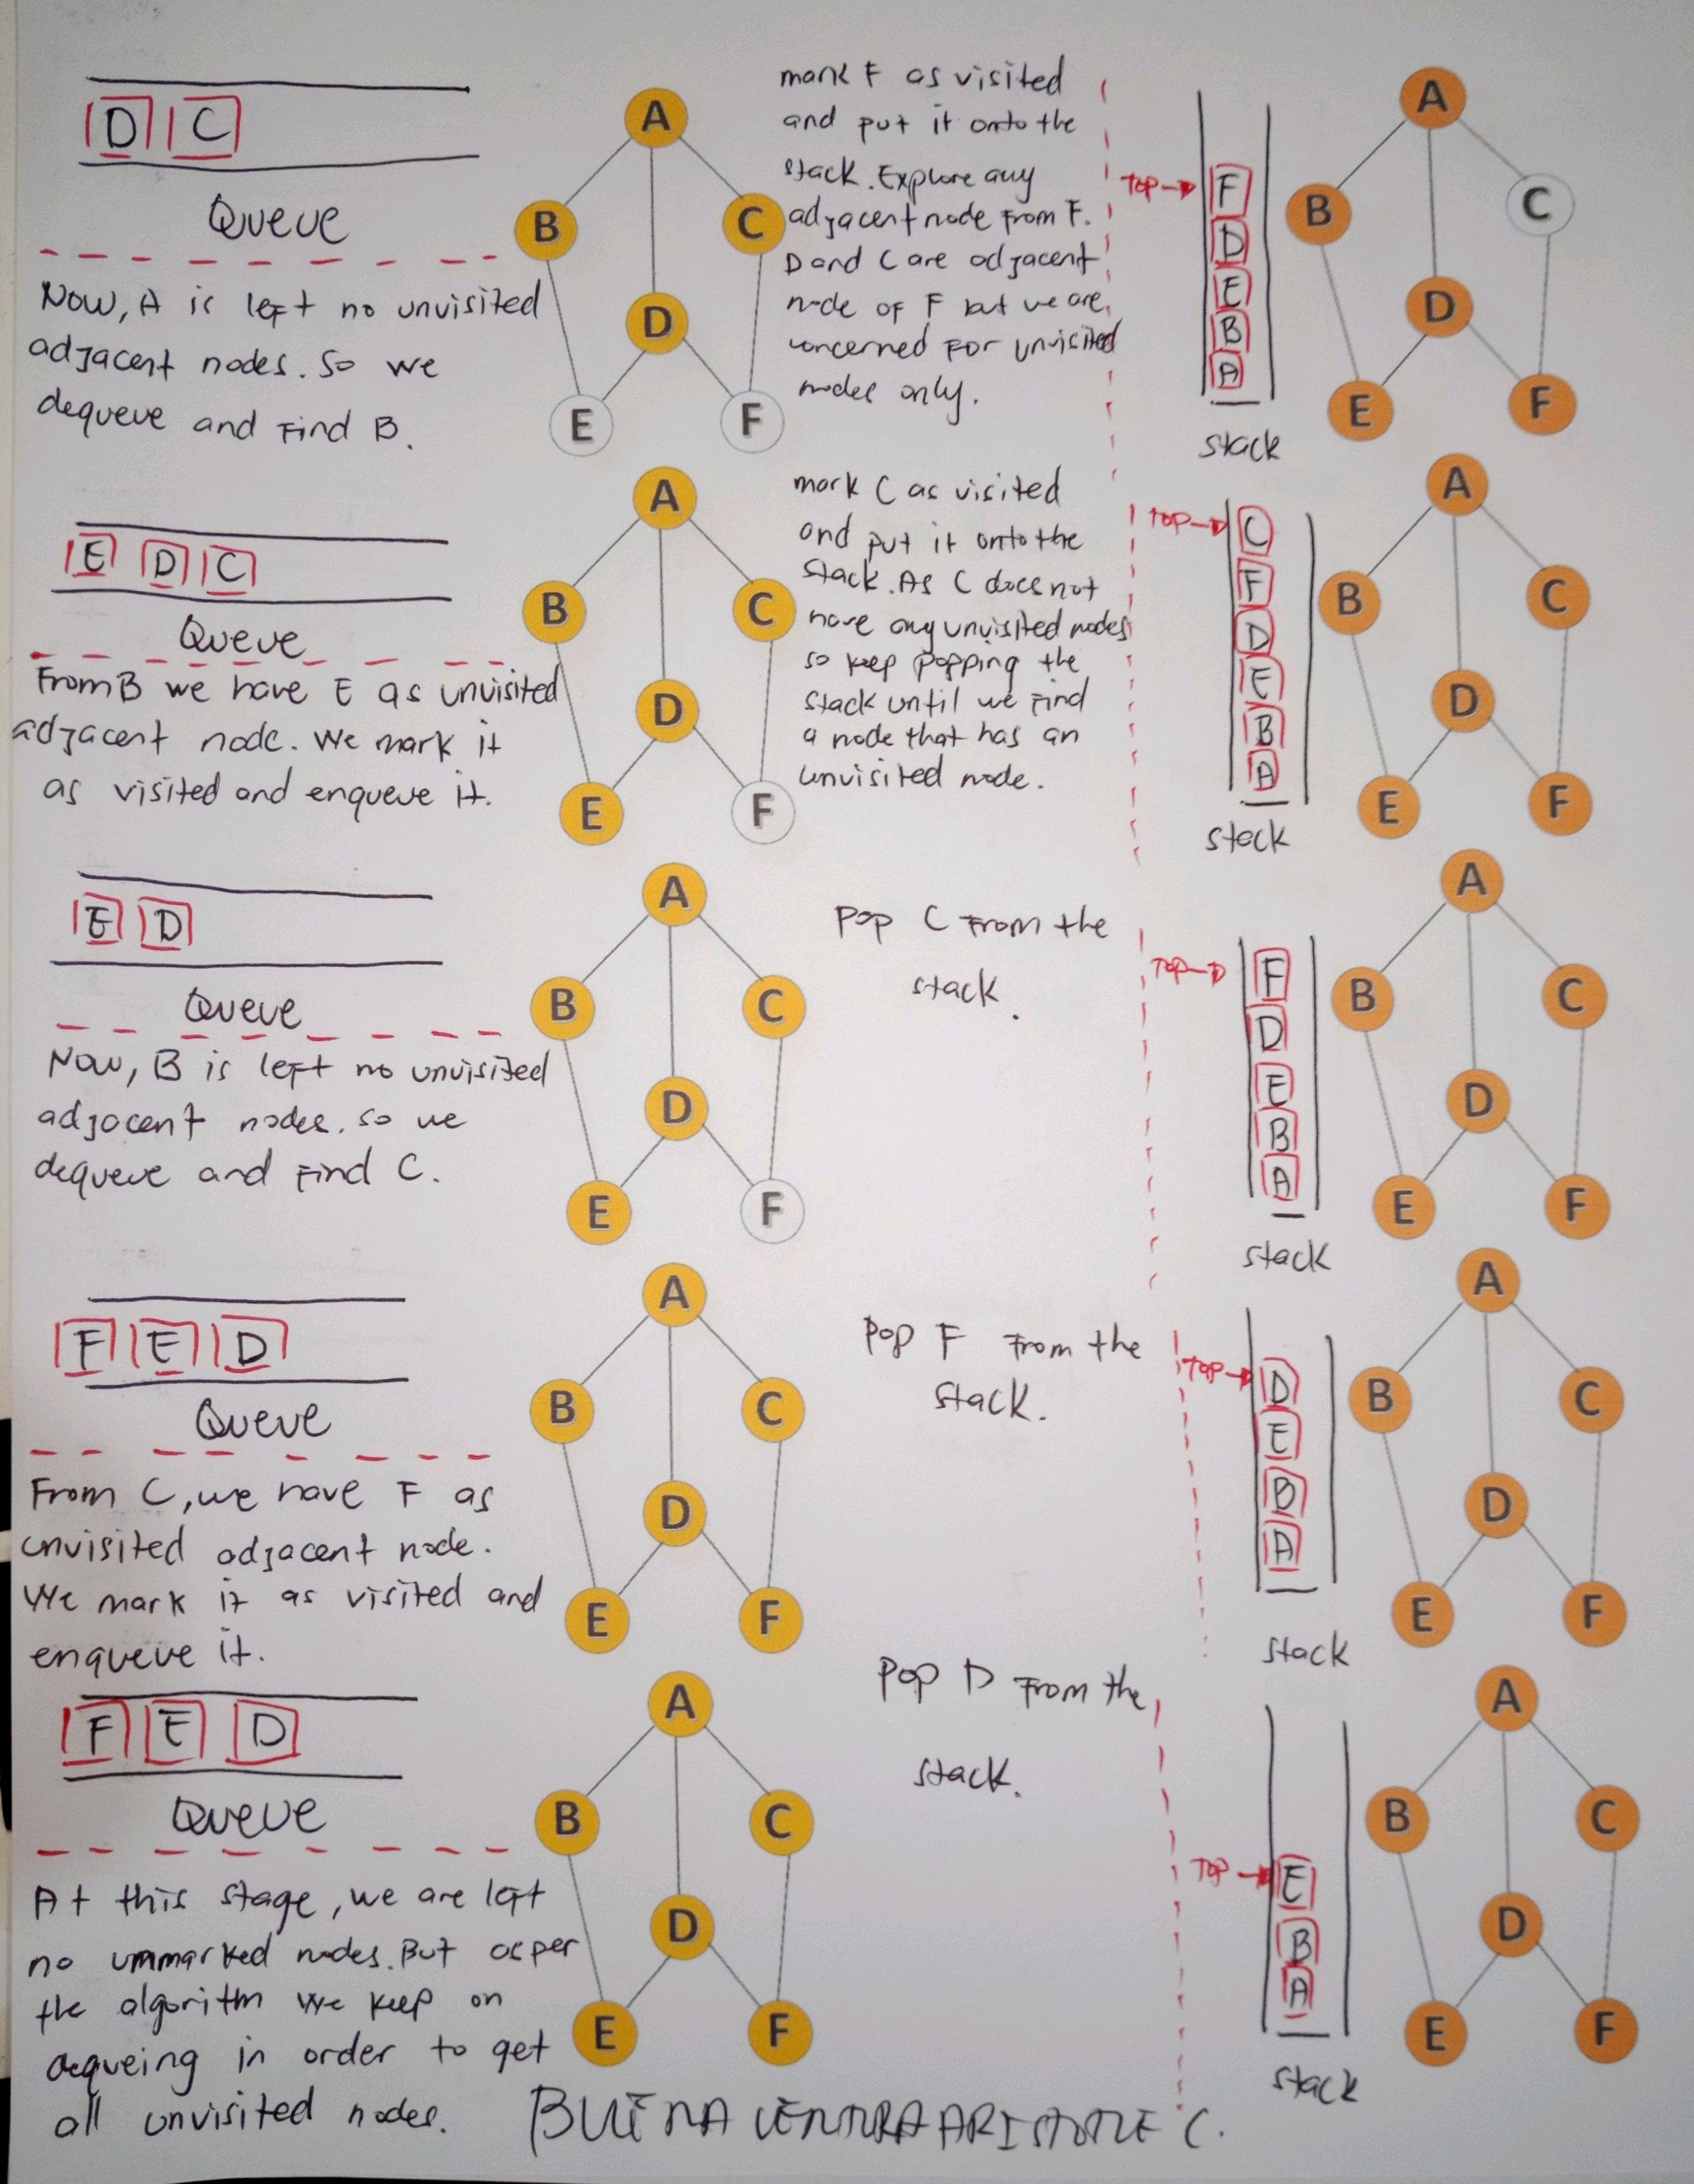 D C
Queue
Now, A is left no unvisited
adjacent nodes. So we
dequeue and Find B.
A
B
C
D
E
F
mark F as visited
and put it onto the
stack. Explore any
adjacent node from F.
D and C are adjacent
node of F but we are
concerned For unvisited
nodes only.
TOP
F
D
E
B
A
stack
A
B
C
D
E
F
E D C
Queue
From B we have E as unvisited
adjacent node. We mark it
as visited and enqueue it.
A
B
C
D
E
F
mark C as visited
and put it onto the
stack. As C does not
have any unvisited nodes
so keep popping the
stack until we Find
a node that has an
unvisited node.
TOP
C
F
D
E
B
A
stack
A
B
C
D
E
F
E D
Queue
Now, B is left no unvisited
adjacent nodes. so we
dequeue and Find C.
A
B
C
D
E
F
Pop C From the
stack.
TOP
F
D
E
B
A
stack
A
B
C
D
E
F
F E D
Queue
From C, we have F as
unvisited adjacent node.
We mark it as visited and
enqueue it.
A
B
C
D
E
F
Pop F From the
stack.
TOP
D
E
B
A
stack
A
B
C
D
E
F
F E D
Queue
At this stage, we are left
no unmarked nodes. But as per
the algorithm we keep on
dequeing in order to get
all unvisited nodes.
A
B
C
D
E
F
Pop D From the
stack.
TOP
E
B
A
stack
A
B
C
D
E
F
BUENAVENTURA ARISTOTLE C.